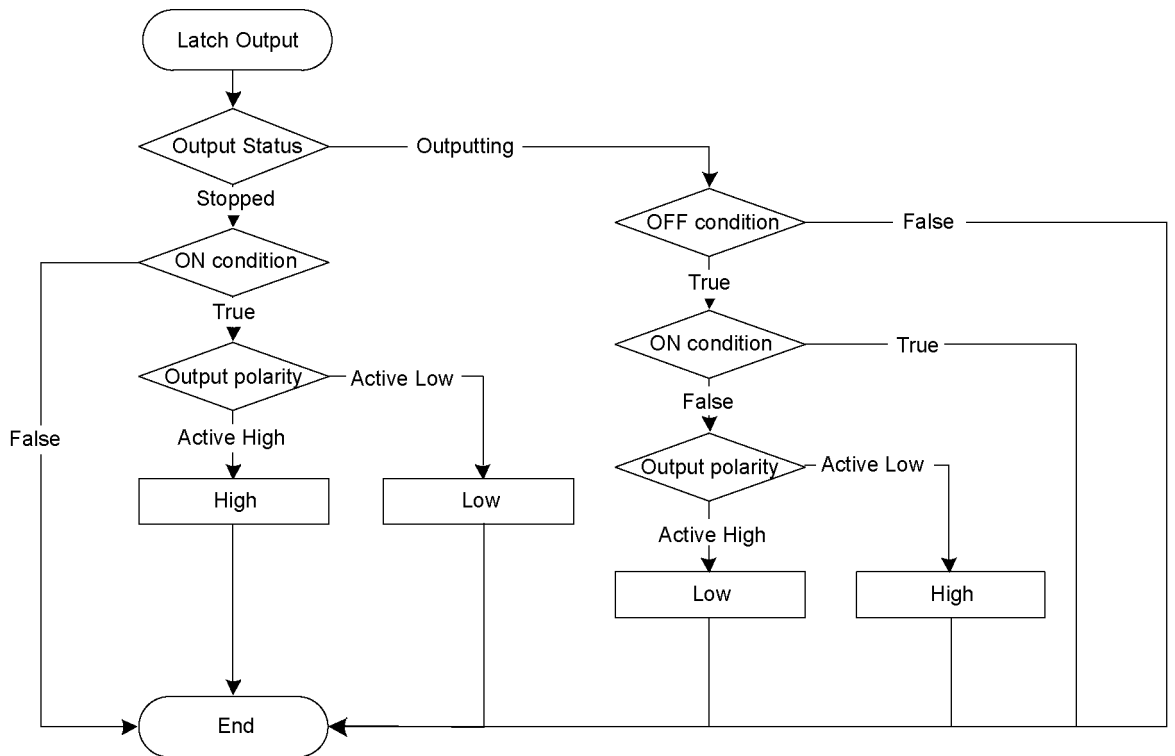 Latch Output
Output Status
Outputting
Stopped
OFF condition
False
ON condition
True
True
ON condition
True
Output polarity
Active Low
False
False
Active High
Output polarity
Active Low
High
Low
Active High
Low
High
End